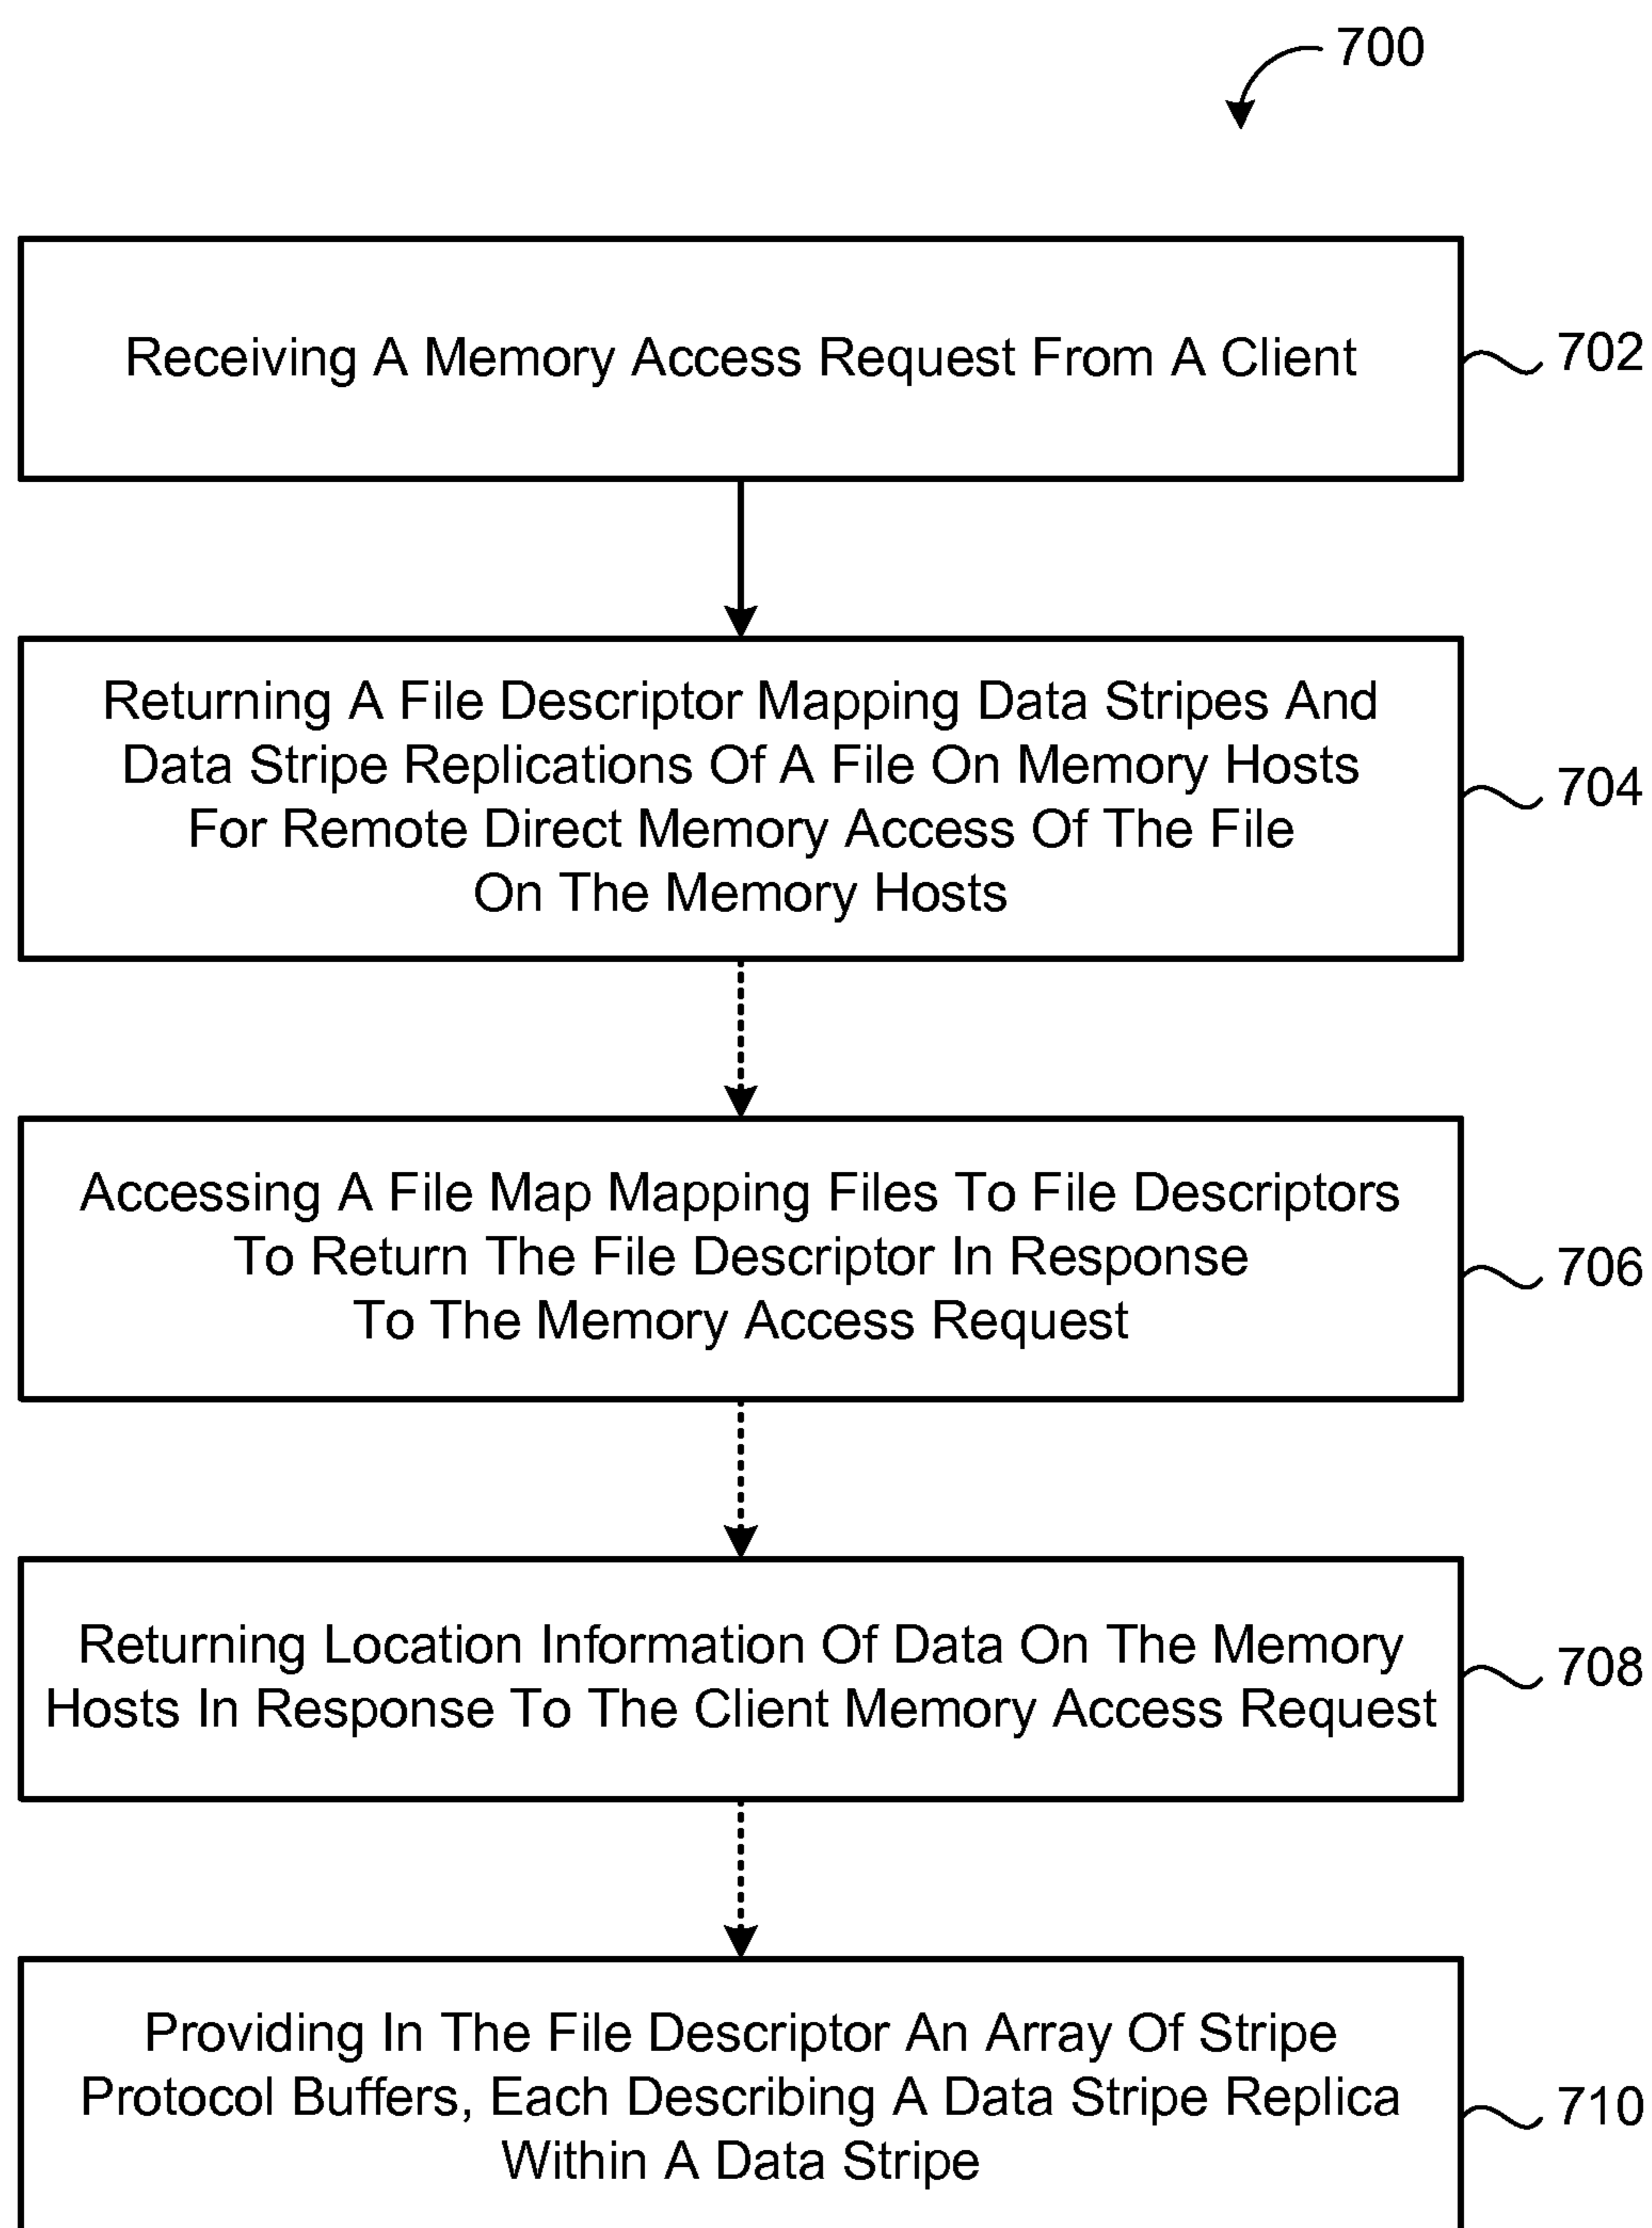 700
Receiving A Memory Access Request From A Client
702
Returning A File Descriptor Mapping Data Stripes And
Data Stripe Replications Of A File On Memory Hosts
For Remote Direct Memory Access Of The File
On The Memory Hosts
704
Accessing A File Map Mapping Files To File Descriptors
To Return The File Descriptor In Response
To The Memory Access Request
706
Returning Location Information Of Data On The Memory
Hosts In Response To The Client Memory Access Request
708
Providing In The File Descriptor An Array Of Stripe
Protocol Buffers, Each Describing A Data Stripe Replica
Within A Data Stripe
710